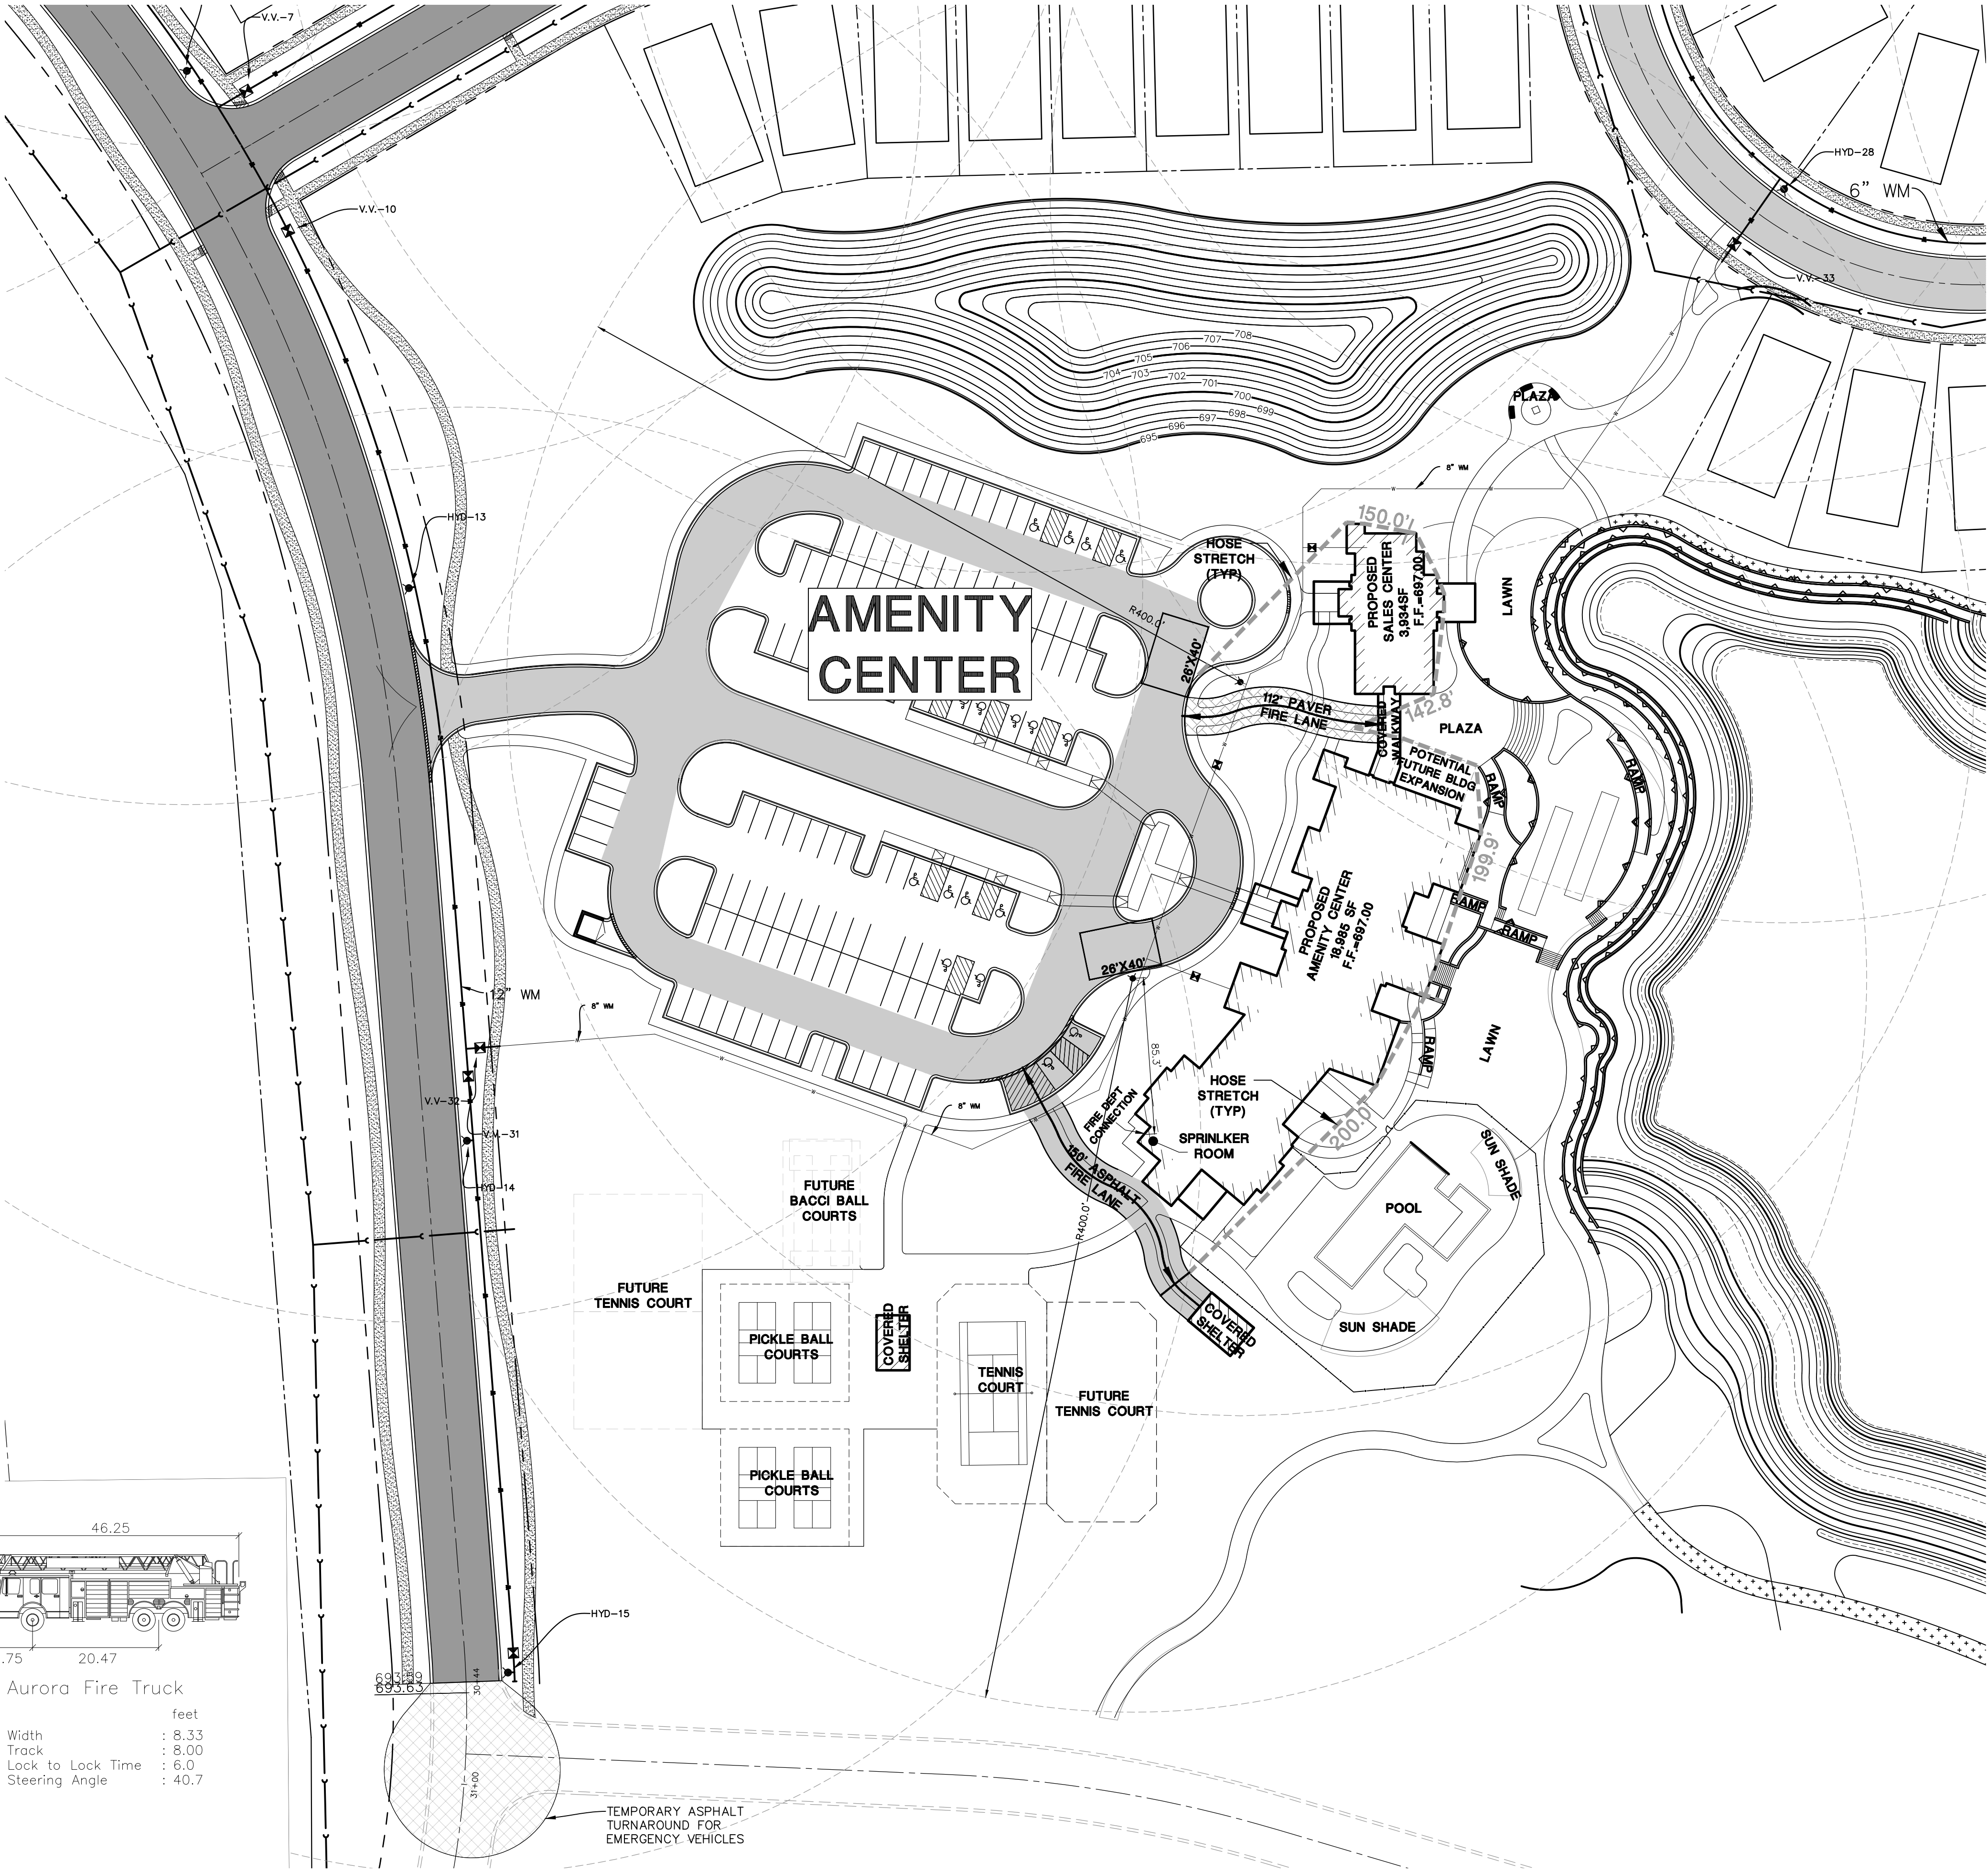 V.V.-7
V.V.-10
HYD-28
6" WM
V.V.-33
708
707
706
705
704
703
702
701
700
699
698
697
696
695
PLAZA
8" WM
HYD-13
HOSE
STRETCH
(TYP)
150.0'
PROPOSED
SALES CENTER
3,934SF
F.F.=697.00
LAWN
AMENITY
CENTER
R400.0'
26'X40'
112' PAVER
FIRE LANE
COVERED
WALKWAY
142.8'
PLAZA
POTENTIAL
FUTURE BLDG
EXPANSION
RAMP
RAMP
199.9'
PROPOSED
AMENITY CENTER
18,985 SF
F.F.=697.00
RAMP
RAMP
26'X40'
12" WM
8" WM
LAWN
RAMP
85.3'
V.V-32
V.V.-31
8" WM
HOSE
STRETCH
(TYP)
FIRE DEPT
CONNECTION
200.0'
SPRINLKER
ROOM
SUN SHADE
HYD-14
150' ASPHALT
FIRE LANE
FUTURE
BACCI BALL
COURTS
POOL
R400.0'
FUTURE
TENNIS COURT
PICKLE BALL
COURTS
COVERED
SHELTER
COVERED
SHELTER
SUN SHADE
TENNIS
COURT
FUTURE
TENNIS COURT
PICKLE BALL
COURTS
46.25
HYD-15
.75
20.47
693.63
30+44
Aurora Fire Truck
feet
Width : 8.33
Track : 8.00
Lock to Lock Time : 6.0
Steering Angle : 40.7
31+00
TEMPORARY ASPHALT
TURNAROUND FOR
EMERGENCY VEHICLES